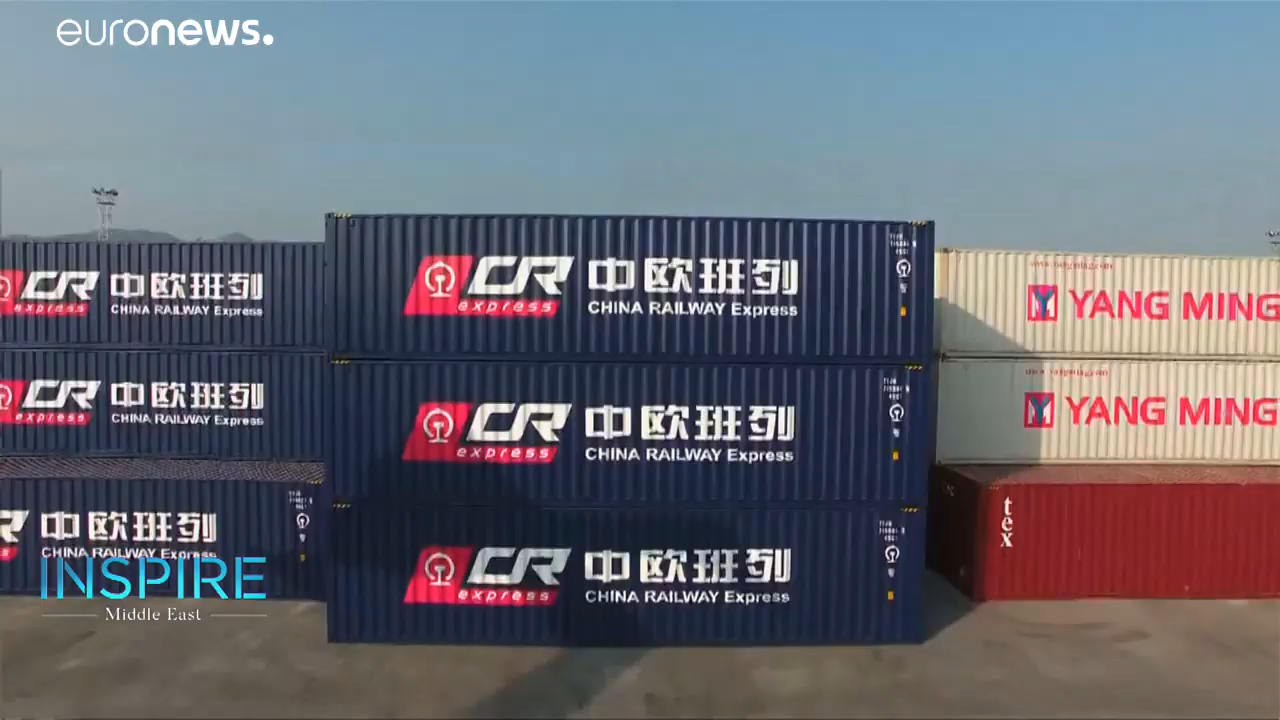 euronews.
CR express
中欧班列
CHINA RAILWAY Express
CR express
中欧班列
CHINA RAILWAY Express
YANG MING
CR express
中欧班列
CHINA RAILWAY Express
CR express
中欧班列
CHINA RAILWAY Express
YANG MING
中欧班列
CHINA RAILWAY Express
CR express
中欧班列
CHINA RAILWAY Express
tex
INSPIRE
Middle East